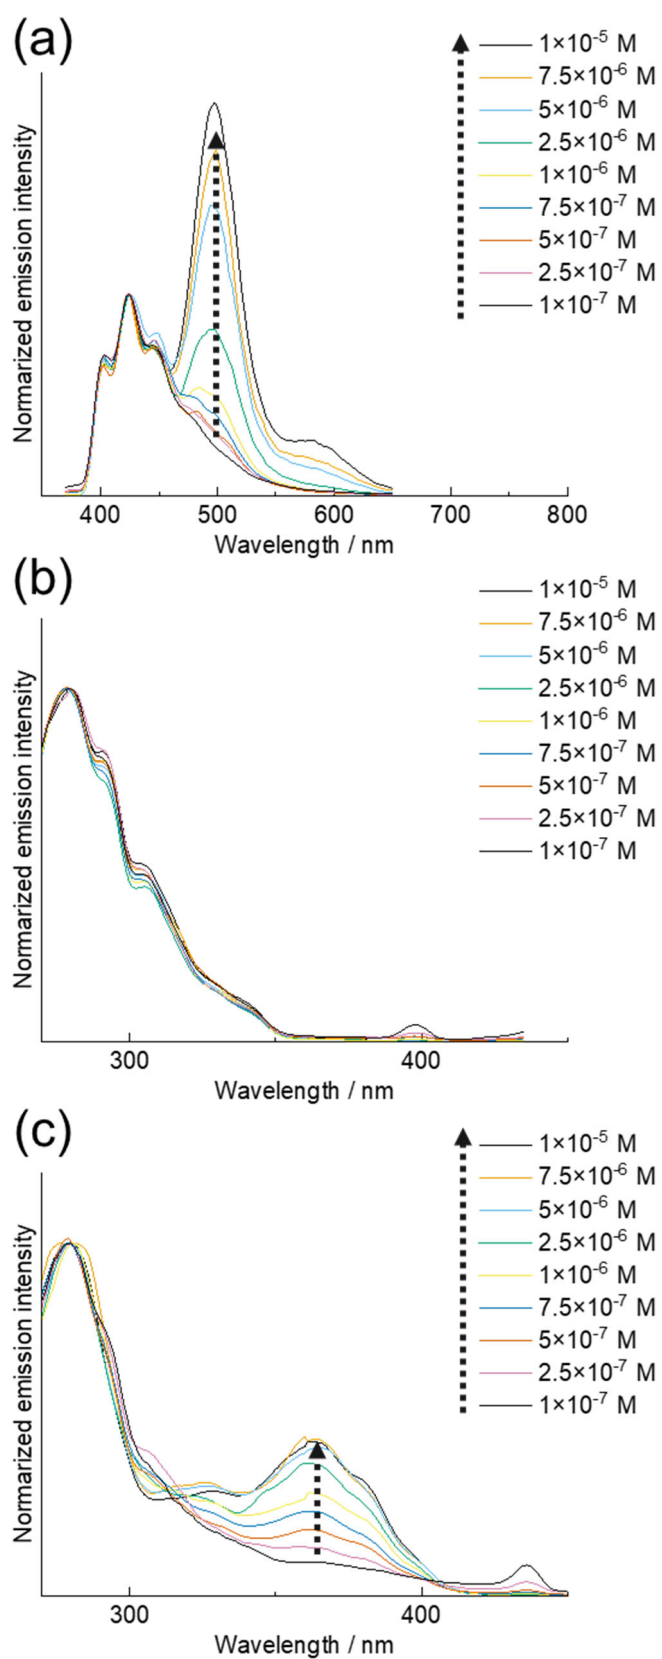 (a)
1×10⁻⁵ M
7.5×10⁻⁶ M
5×10⁻⁶ M
2.5×10⁻⁶ M
1×10⁻⁶ M
7.5×10⁻⁷ M
5×10⁻⁷ M
2.5×10⁻⁷ M
1×10⁻⁷ M
Normarized emission intensity
400 500 600 700 800
Wavelength / nm
(b)
1×10⁻⁵ M
7.5×10⁻⁶ M
5×10⁻⁶ M
2.5×10⁻⁶ M
1×10⁻⁶ M
7.5×10⁻⁷ M
5×10⁻⁷ M
2.5×10⁻⁷ M
1×10⁻⁷ M
Normarized emission intensity
300 400
Wavelength / nm
(c)
1×10⁻⁵ M
7.5×10⁻⁶ M
5×10⁻⁶ M
2.5×10⁻⁶ M
1×10⁻⁶ M
7.5×10⁻⁷ M
5×10⁻⁷ M
2.5×10⁻⁷ M
1×10⁻⁷ M
Normarized emission intensity
300 400
Wavelength / nm